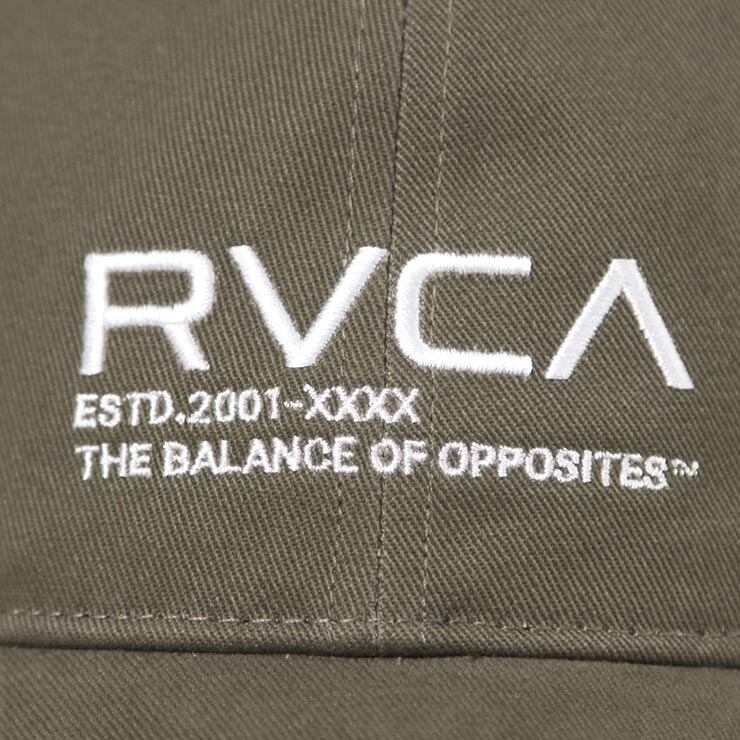 RVCA
ESTD.2001-XXXX
THE BALANCE OF OPPOSITES™